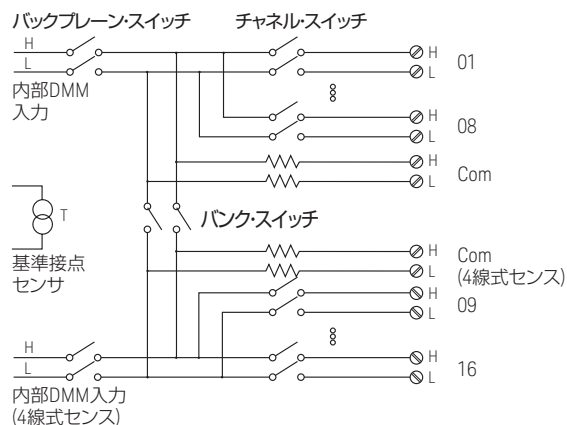 バックプレーン・スイッチ
チャネル・スイッチ
H
L
内部DMM
入力
H
L
01
H
L
08
H
L
Com
T
基準接点
センサ
バンク・スイッチ
H
L
Com
(4線式センス)
H
L
09
H
L
内部DMM入力
(4線式センス)
H
L
16